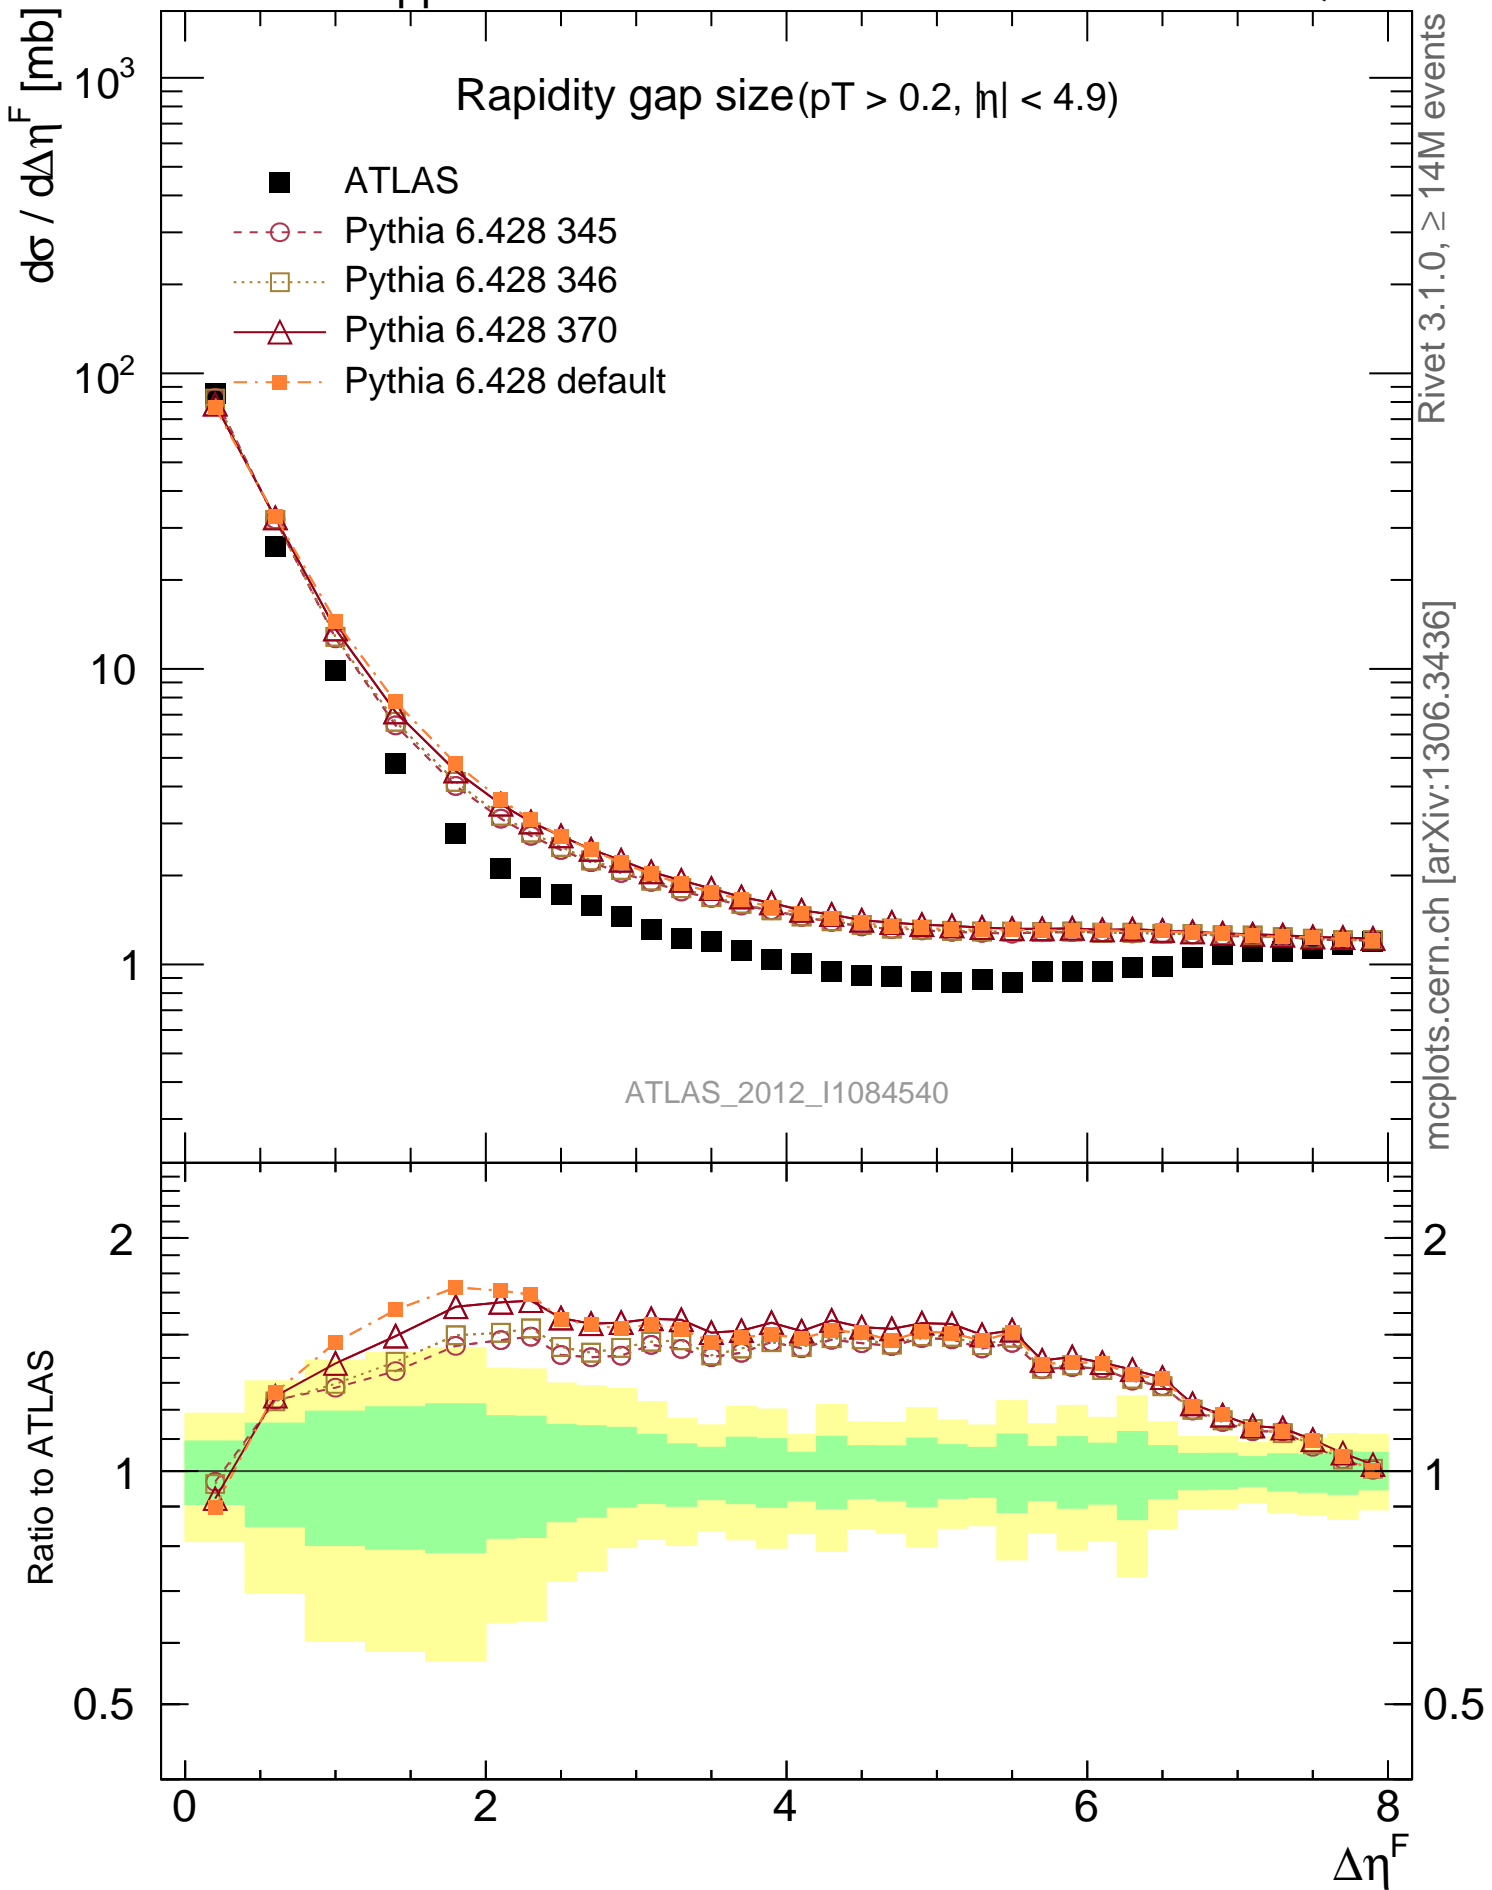 pp
dσ / dΔη^F [mb]
Rapidity gap size (pT > 0.2, |η| < 4.9)
ATLAS
Pythia 6.428 345
Pythia 6.428 346
Pythia 6.428 370
Pythia 6.428 default
10^3
10^2
10
1
ATLAS_2012_I1084540
Rivet 3.1.0, ≥ 14M events
mcplots.cern.ch [arXiv:1306.3436]
Ratio to ATLAS
2
1
0.5
2
1
0.5
0 2 4 6 8
Δη^F